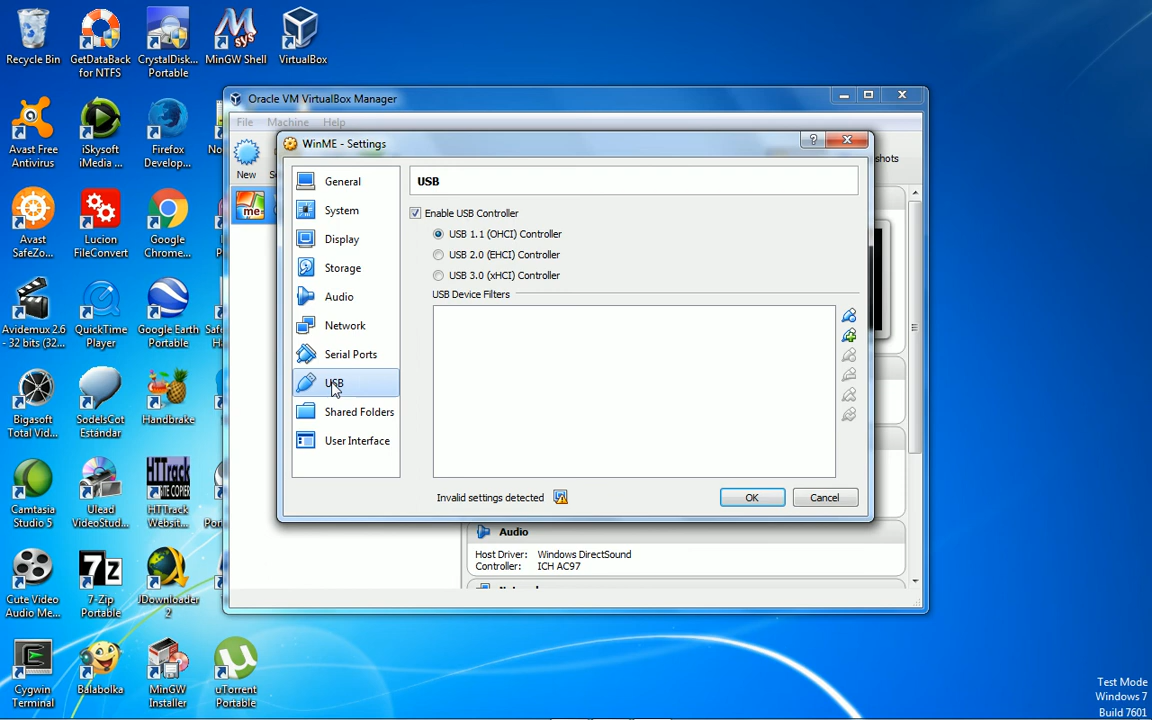 Recycle Bin
GetDataBack
for NTFS
CrystalDisk...
Portable
MinGW Shell
VirtualBox
Avast Free
Antivirus
iSkysoft
iMedia ...
Firefox
Develop...
Avast
SafeZo...
Lucion
FileConvert
Google
Chrome...
Avidemux 2.6
- 32 bits (32...
QuickTime
Player
Google Earth
Portable
Bigasoft
Total Vid...
SodelsCot
Estándar
Handbrake
Camtasia
Studio 5
Ulead
VideoStud...
HTTrack
Website...
Cute Video
Audio Me...
7-Zip
Portable
JDownloader
2
Cygwin
Terminal
Balabolka
MinGW
Installer
uTorrent
Portable
Oracle VM VirtualBox Manager
File
Machine
Help
New
shots
me
WinME - Settings
General
System
Display
Storage
Audio
Network
Serial Ports
USB
Shared Folders
User Interface
USB
Enable USB Controller
USB 1.1 (OHCI) Controller
USB 2.0 (EHCI) Controller
USB 3.0 (xHCI) Controller
USB Device Filters
Invalid settings detected
OK
Cancel
Audio
Host Driver: Windows DirectSound
Controller: ICH AC97
Test Mode
Windows 7
Build 7601